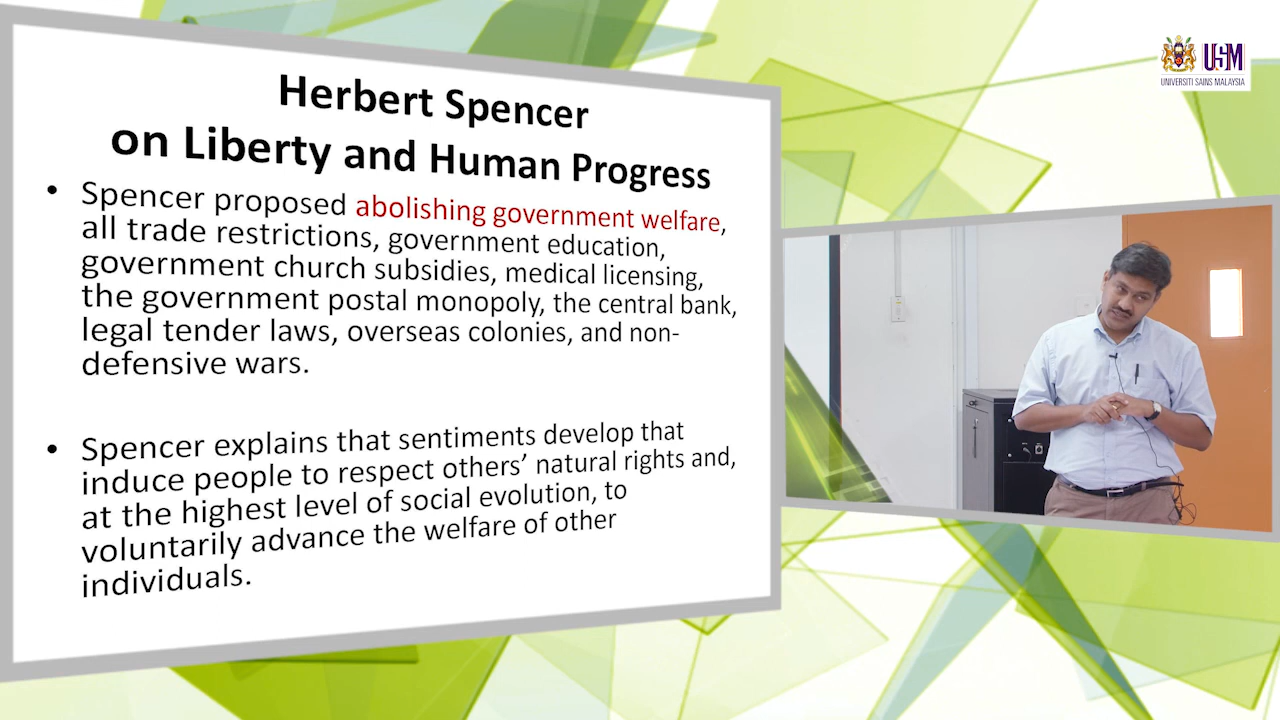 Herbert Spencer
on Liberty and Human Progress
• Spencer proposed abolishing government welfare,
all trade restrictions, government education,
government church subsidies, medical licensing,
the government postal monopoly, the central bank,
legal tender laws, overseas colonies, and non-
defensive wars.
• Spencer explains that sentiments develop that
induce people to respect others’ natural rights and,
at the highest level of social evolution, to
voluntarily advance the welfare of other
individuals.
USM
UNIVERSITI SAINS MALAYSIA